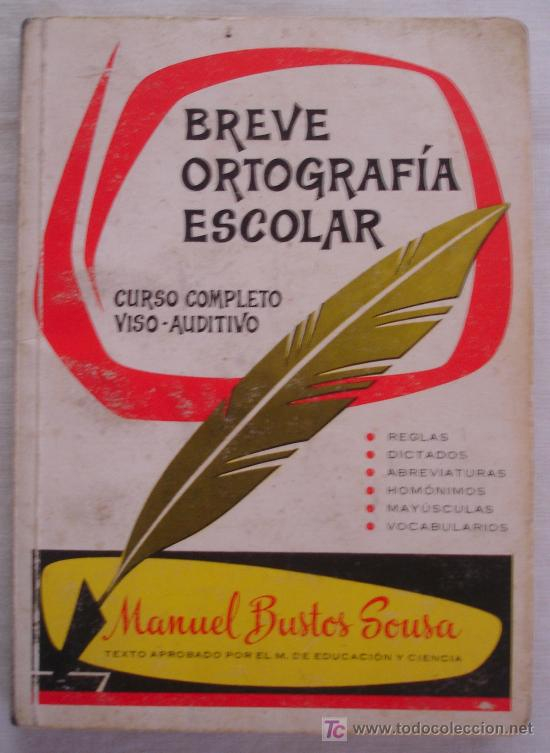 BREVE
ORTOGRAFÍA
ESCOLAR
CURSO COMPLETO
VISO-AUDITIVO
• REGLAS
• DICTADOS
• ABREVIATURAS
• HOMÓNIMOS
• MAYÚSCULAS
• VOCABULARIOS
Manuel Bustos Sousa
TEXTO APROBADO POR EL M. DE EDUCACIÓN Y CIENCIA
www.todocoleccion.net